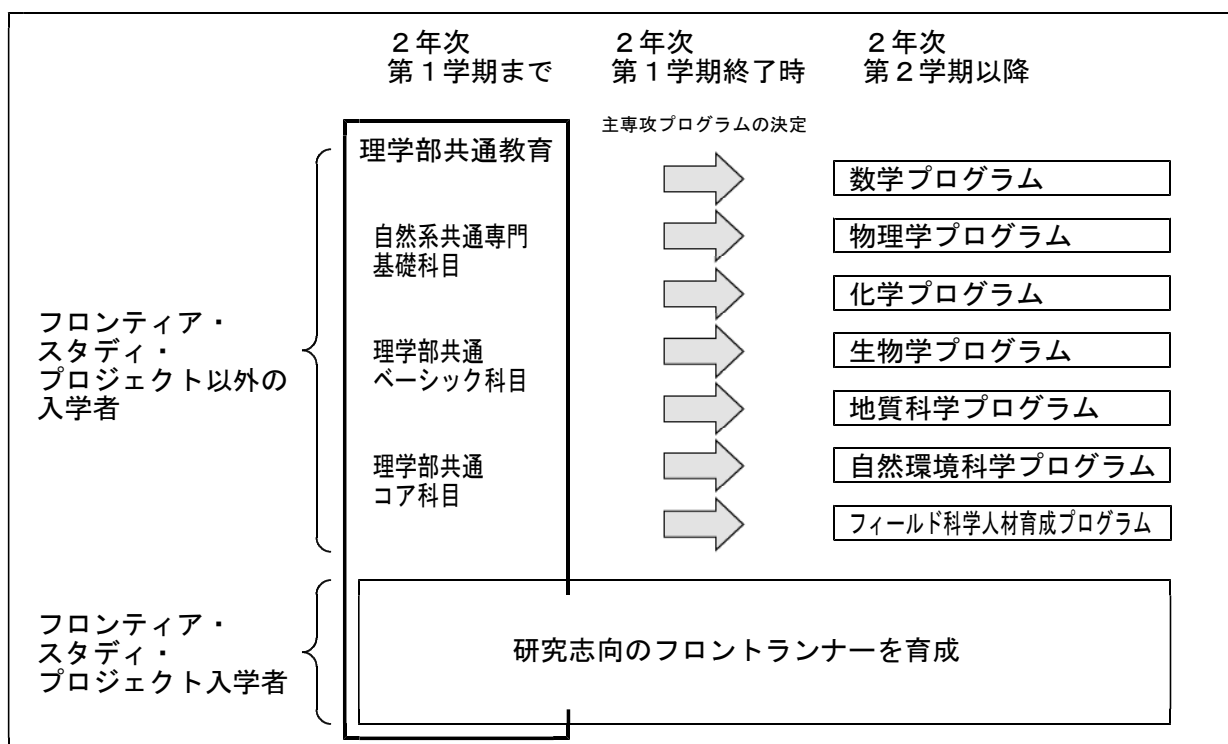 ２年次
第１学期まで
２年次
第１学期終了時
２年次
第２学期以降
主専攻プログラムの決定
フロンティア・
スタディ・
プロジェクト以外の
入学者
理学部共通教育
自然系共通専門
基礎科目
理学部共通
ベーシック科目
理学部共通
コア科目
数学プログラム
物理学プログラム
化学プログラム
生物学プログラム
地質科学プログラム
自然環境科学プログラム
フィールド科学人材育成プログラム
フロンティア・
スタディ・
プロジェクト入学者
研究志向のフロントランナーを育成